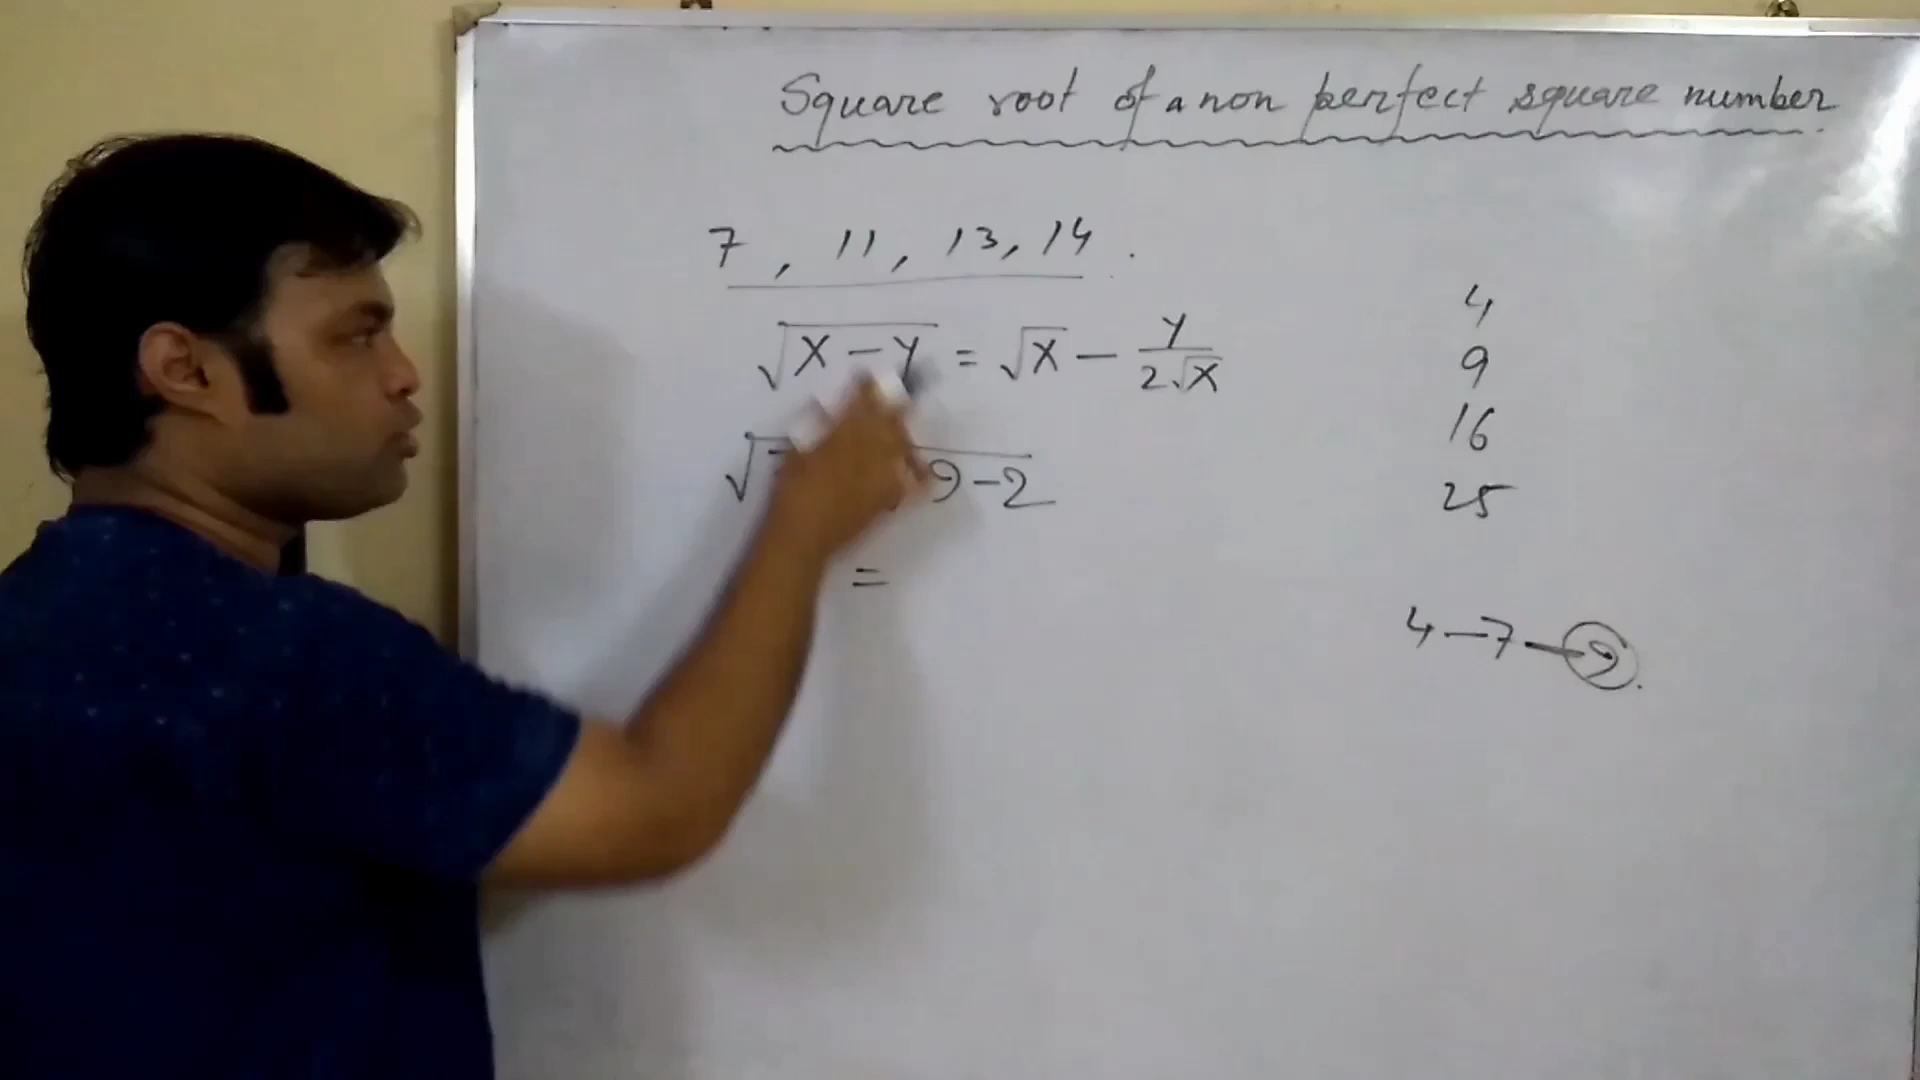 Square root of a non perfect square number
7, 11, 13, 14.
√(x-y) = √x - y/(2√x)
√7 √(9-2)
=
4
9
16
25
4-7-9.